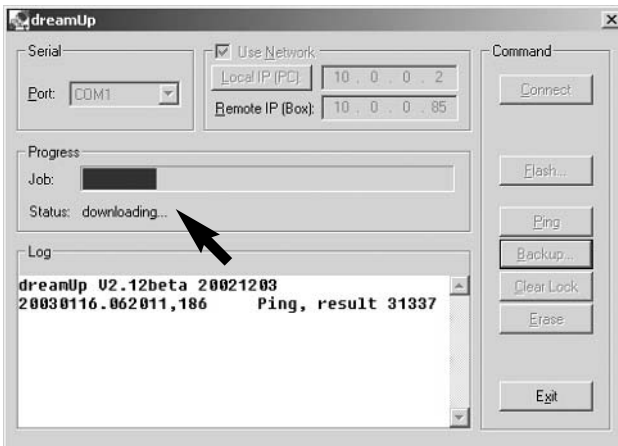 dreamUp
Serial
Port: COM1
Use Network
Local IP (PC): 10 . 0 . 0 . 2
Remote IP (Box): 10 . 0 . 0 . 85
Command
Connect
Flash...
Ping
Backup...
Clear Lock
Erase
Exit
Progress
Job:
Status: downloading...
Log
dreamUp V2.12beta 20021203
20030116.062011,186 Ping, result 31337